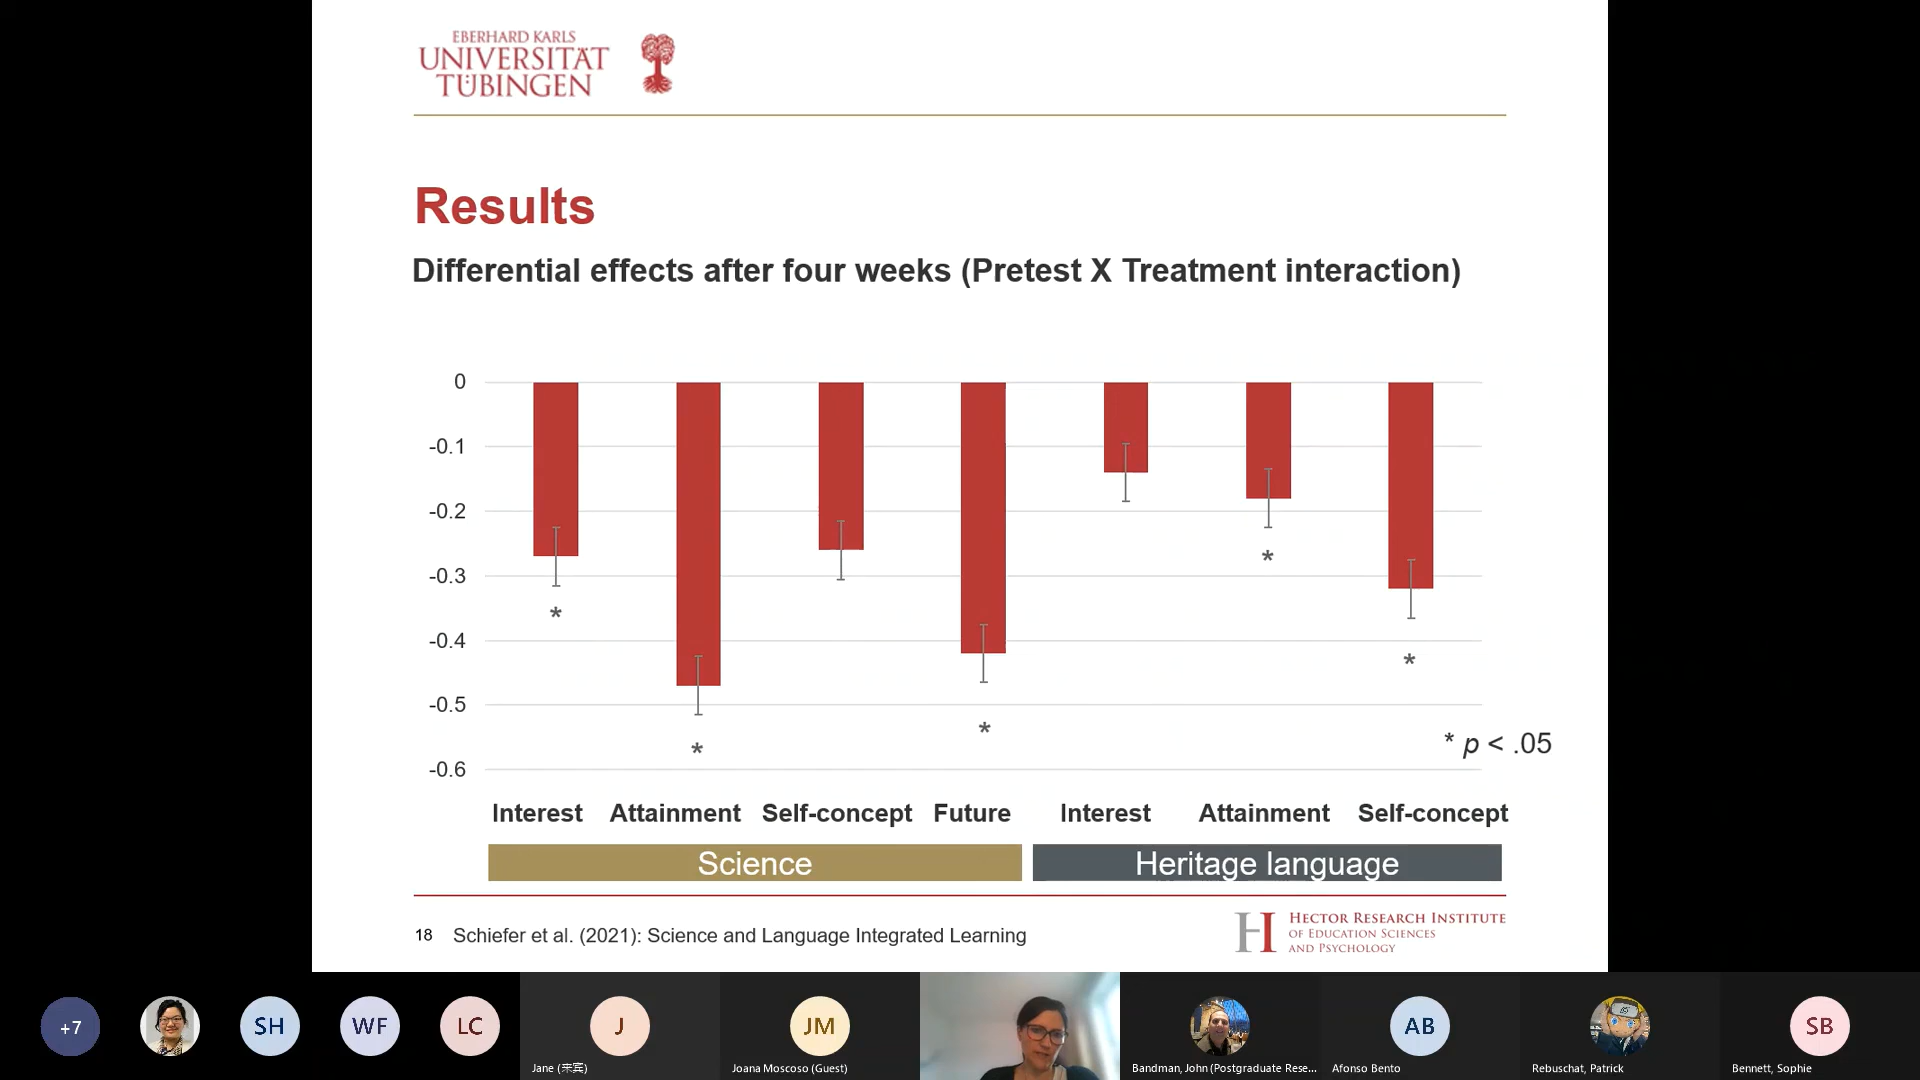 EBERHARD KARLS
UNIVERSITÄT
TÜBINGEN
Results
Differential effects after four weeks (Pretest X Treatment interaction)
0
-0.1
-0.2
-0.3
-0.4
-0.5
-0.6
*
*
*
*
*
* p < .05
Interest Attainment Self-concept Future Interest Attainment Self-concept
Science Heritage language
18 Schiefer et al. (2021): Science and Language Integrated Learning
H HECTOR RESEARCH INSTITUTE
OF EDUCATION SCIENCES
AND PSYCHOLOGY
+7 SH WF LC J JM AB SB
Jane (来宾) Joana Moscoso (Guest) Bandman, John (Postgraduate Rese... Afonso Bento Rebuschat, Patrick Bennett, Sophie